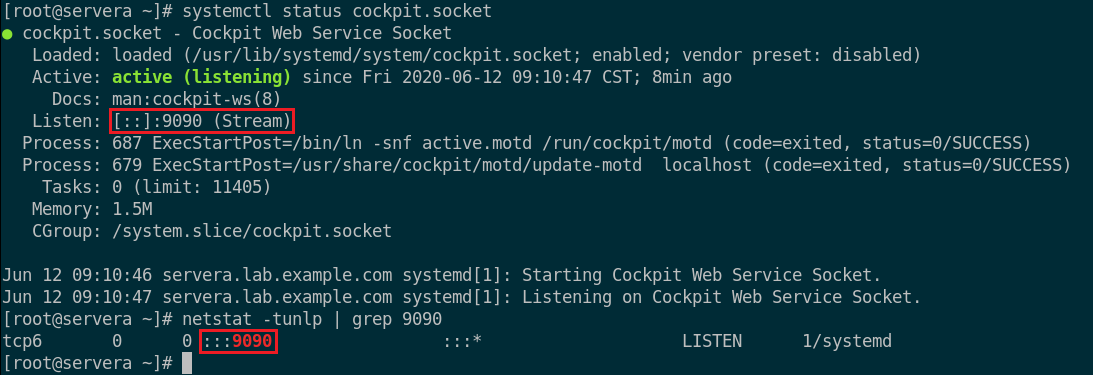 [root@servera ~]# systemctl status cockpit.socket
● cockpit.socket - Cockpit Web Service Socket
   Loaded: loaded (/usr/lib/systemd/system/cockpit.socket; enabled; vendor preset: disabled)
   Active: active (listening) since Fri 2020-06-12 09:10:47 CST; 8min ago
     Docs: man:cockpit-ws(8)
   Listen: [::]:9090 (Stream)
  Process: 687 ExecStartPost=/bin/ln -snf active.motd /run/cockpit/motd (code=exited, status=0/SUCCESS)
  Process: 679 ExecStartPost=/usr/share/cockpit/motd/update-motd  localhost (code=exited, status=0/SUCCESS)
    Tasks: 0 (limit: 11405)
   Memory: 1.5M
   CGroup: /system.slice/cockpit.socket

Jun 12 09:10:46 servera.lab.example.com systemd[1]: Starting Cockpit Web Service Socket.
Jun 12 09:10:47 servera.lab.example.com systemd[1]: Listening on Cockpit Web Service Socket.
[root@servera ~]# netstat -tunlp | grep 9090
tcp6       0      0 :::9090                 :::*                    LISTEN      1/systemd
[root@servera ~]#